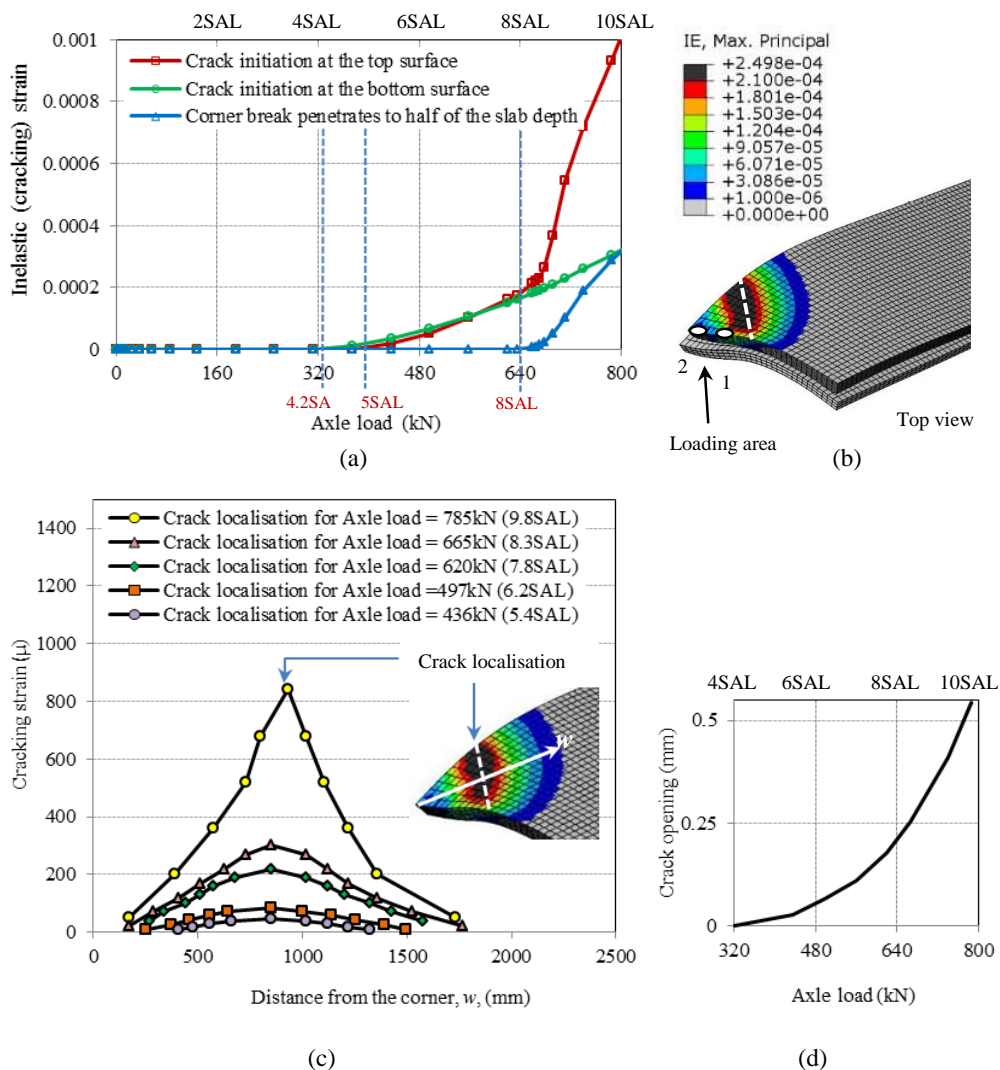 2SAL 4SAL 6SAL 8SAL 10SAL
0.001
0.0008
0.0006
0.0004
0.0002
0
Inelastic (cracking) strain
Crack initiation at the top surface
Crack initiation at the bottom surface
Corner break penetrates to half of the slab depth
0 160 320 480 640 800
4.2SA 5SAL 8SAL
Axle load (kN)
(a)
IE, Max. Principal
+2.498e-04
+2.100e-04
+1.801e-04
+1.503e-04
+1.204e-04
+9.057e-05
+6.071e-05
+3.086e-05
+1.000e-06
+0.000e+00
2
1
Loading area
Top view
(b)
1400
1200
1000
800
600
400
200
0
Cracking strain (μ)
Crack localisation for Axle load = 785kN (9.8SAL)
Crack localisation for Axle load = 665kN (8.3SAL)
Crack localisation for Axle load = 620kN (7.8SAL)
Crack localisation for Axle load =497kN (6.2SAL)
Crack localisation for Axle load = 436kN (5.4SAL)
Crack localisation
w
0 500 1000 1500 2000 2500
Distance from the corner, w, (mm)
(c)
4SAL 6SAL 8SAL 10SAL
0.5
0.25
0
Crack opening (mm)
320 480 640 800
Axle load (kN)
(d)